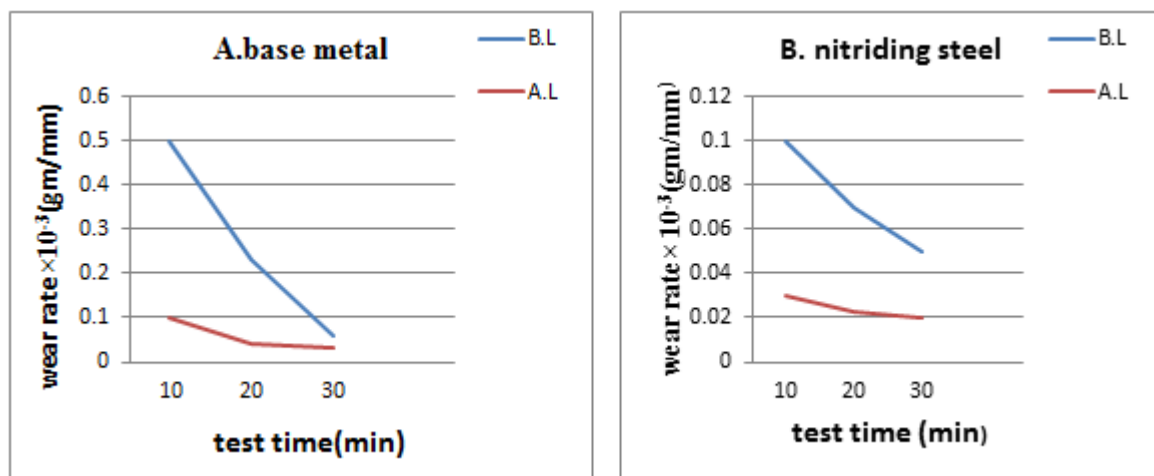 A.base metal
B.L
A.L
wear rate×10⁻³(gm/mm)
0.6
0.5
0.4
0.3
0.2
0.1
0
10 20 30
test time(min)
B. nitriding steel
B.L
A.L
wear rate× 10⁻³(gm/mm)
0.12
0.1
0.08
0.06
0.04
0.02
0
10 20 30
test time (min)